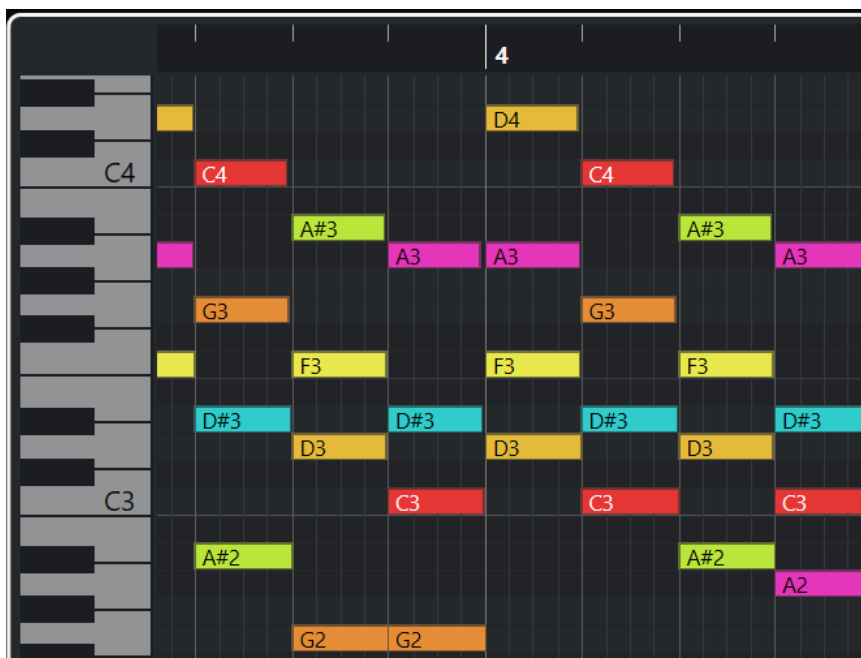 4
D4
C4 C4 C4
A#3 A#3
A3 A3 A3
G3 G3
F3 F3 F3
D#3 D#3 D#3 D#3
D3 D3 D3
C3 C3 C3 C3
A#2 A#2
A2
G2 G2